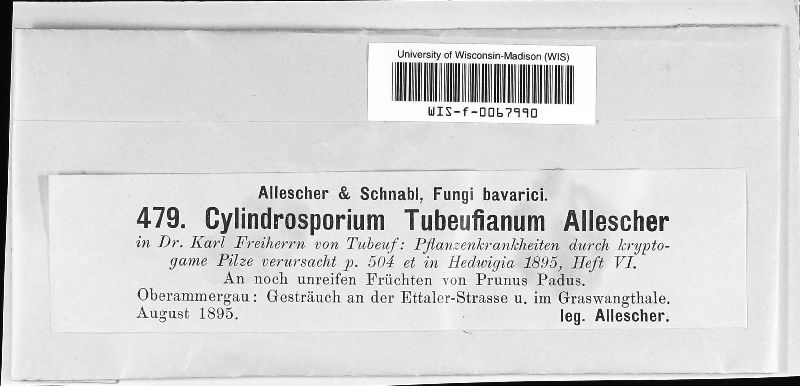 University of Wisconsin-Madison (WIS)
WIS-f-0067990
Allescher & Schnabl, Fungi bavarici.
479. Cylindrosporium Tubeufianum Allescher
in Dr. Karl Freiherrn von Tubeuf: Pflanzenkrankheiten durch krypto-
game Pilze verursacht p. 504 et in Hedwigia 1895, Heft VI.
An noch unreifen Früchten von Prunus Padus.
Oberammergau: Gesträuch an der Ettaler-Strasse u. im Graswangthale.
August 1895. leg. Allescher.